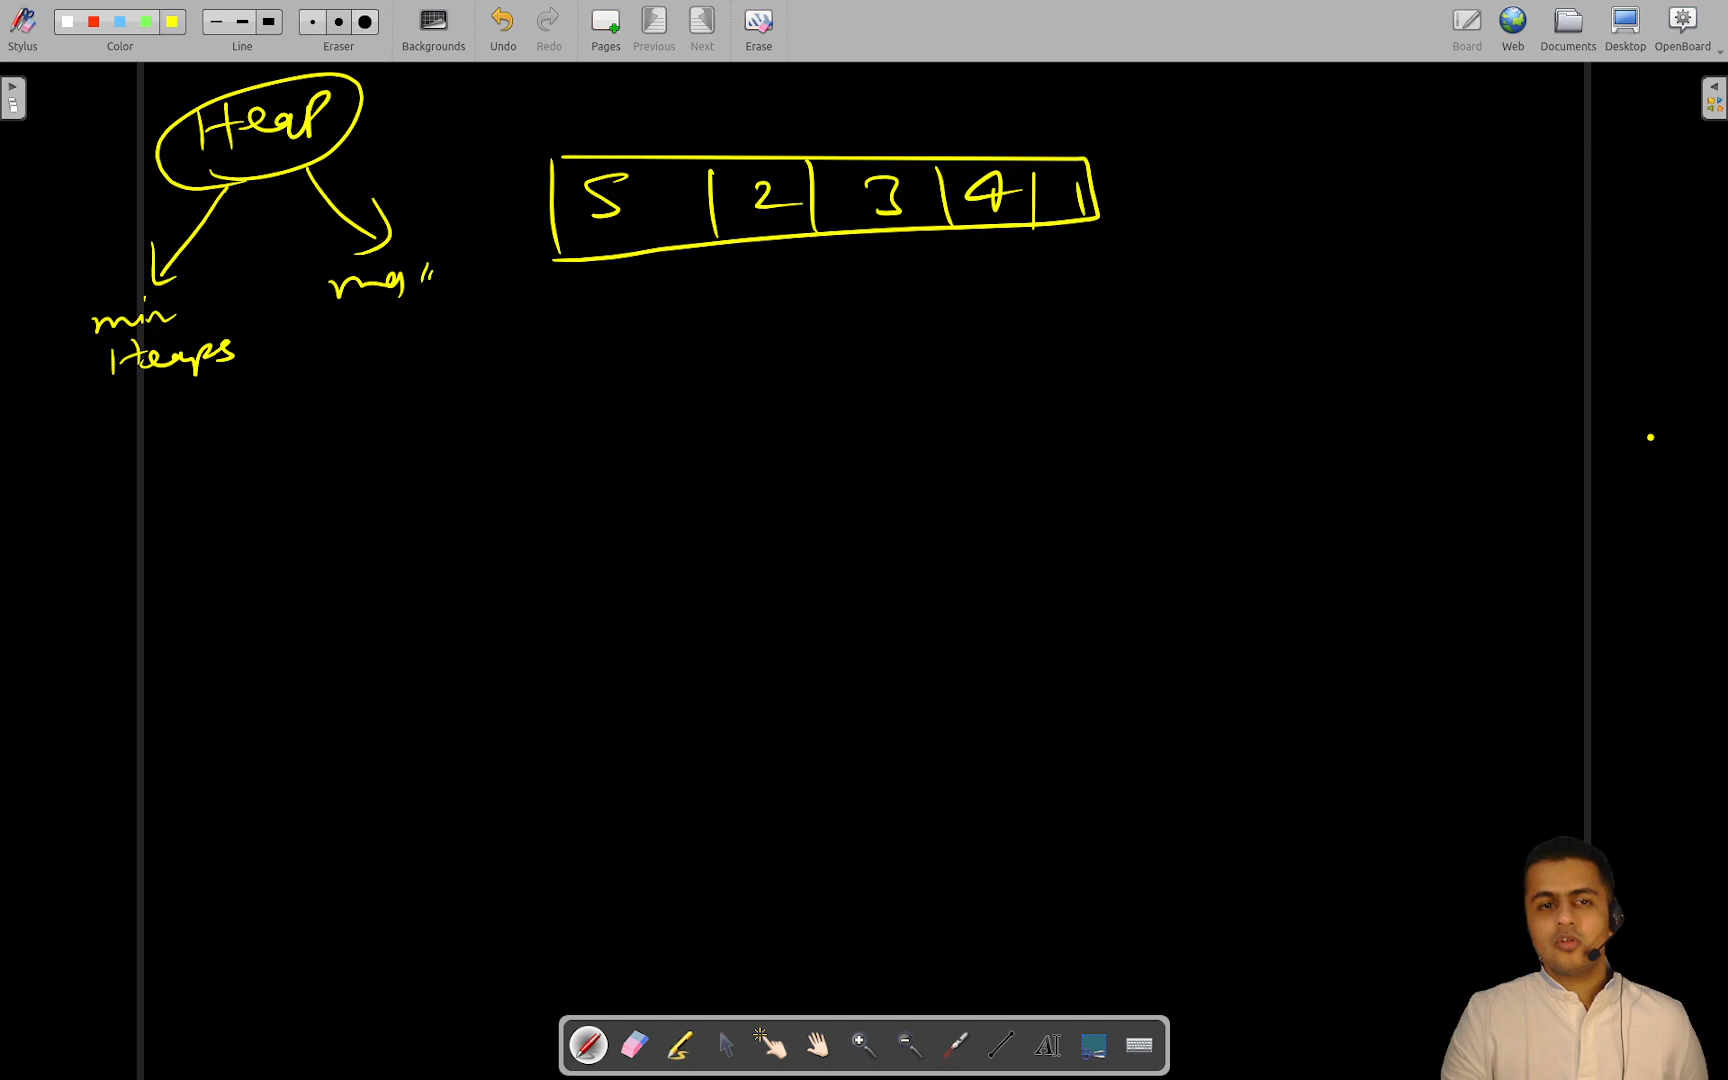 Stylus
Color
Line
Eraser
Backgrounds
Undo
Redo
Pages
Previous
Next
Erase
Board
Web
Documents
Desktop
OpenBoard
Heap
5 2 3 4 1
min
Heaps
AI